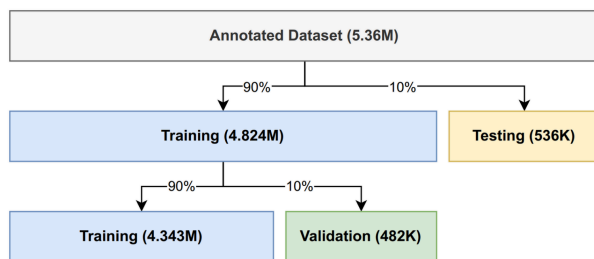 Annotated Dataset (5.36M)
90%
10%
Training (4.824M)
Testing (536K)
90%
10%
Training (4.343M)
Validation (482K)